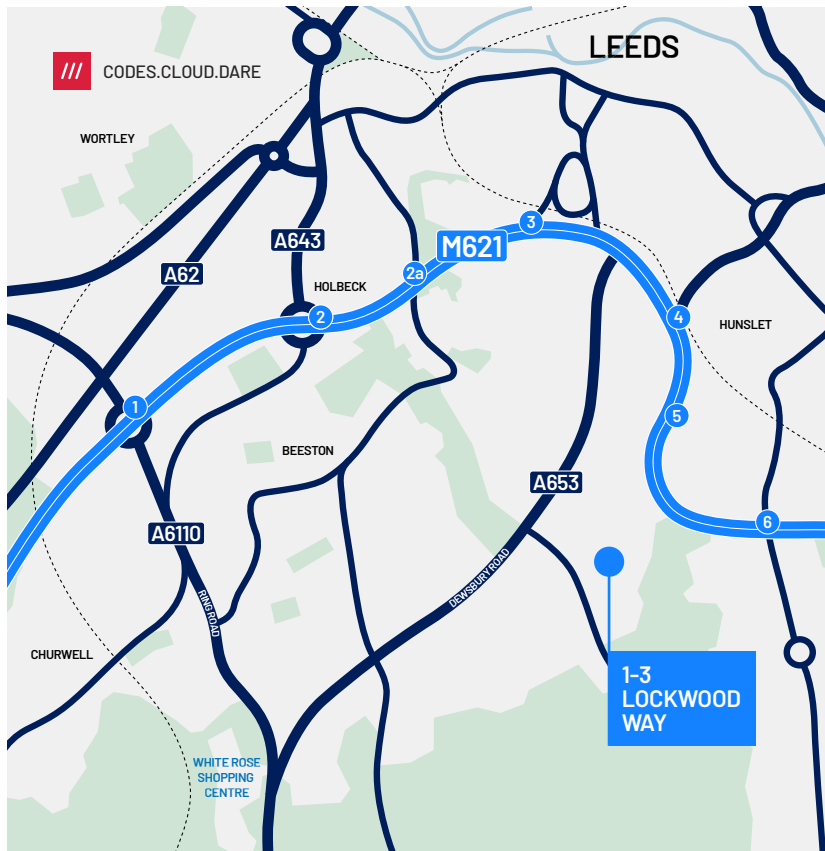 LEEDS
/// CODES.CLOUD.DARE
WORTLEY
3
A643
M621
A62
2a
HOLBECK
2
4
HUNSLET
1
5
BEESTON
A653
6
A6110
DEWSBURY ROAD
RING ROAD
CHURWELL
1-3
LOCKWOOD
WAY
WHITE ROSE
SHOPPING
CENTRE